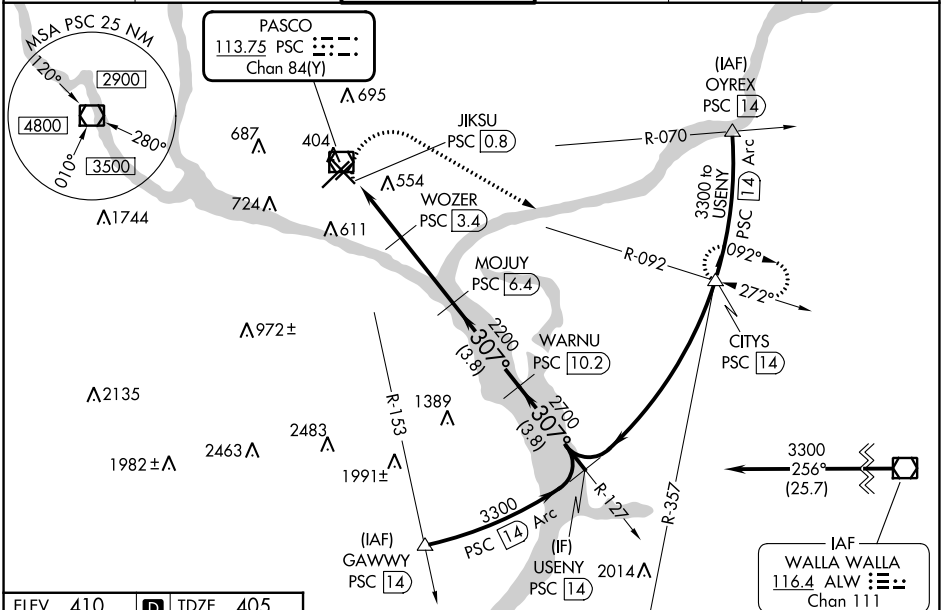 MSA PSC 25 NM
120°
2900
4800
280°
010°
3500
PASCO
113.75 PSC
Chan 84(Y)
695
687
404
JIKSU
PSC 0.8
554
724
611
WOZER
PSC 3.4
1744
MOJUY
PSC 6.4
(IAF)
OYREX
PSC 14
R-070
3300 to
USENY
PSC 14 Arc
R-092
092°
272°
CITYS
PSC 14
972±
2200
307°
(3.8)
WARNU
PSC 10.2
2135
R-153
1389
2700
307°
(3.8)
2483
2463
1982±
1991±
3300
PSC 14 Arc
R-127
R-357
(IAF)
GAWWY
PSC 14
(IF)
USENY
PSC 14
2014
3300
256°
(25.7)
IAF
WALLA WALLA
116.4 ALW
Chan 111
ELEV 410 D TDZE 405